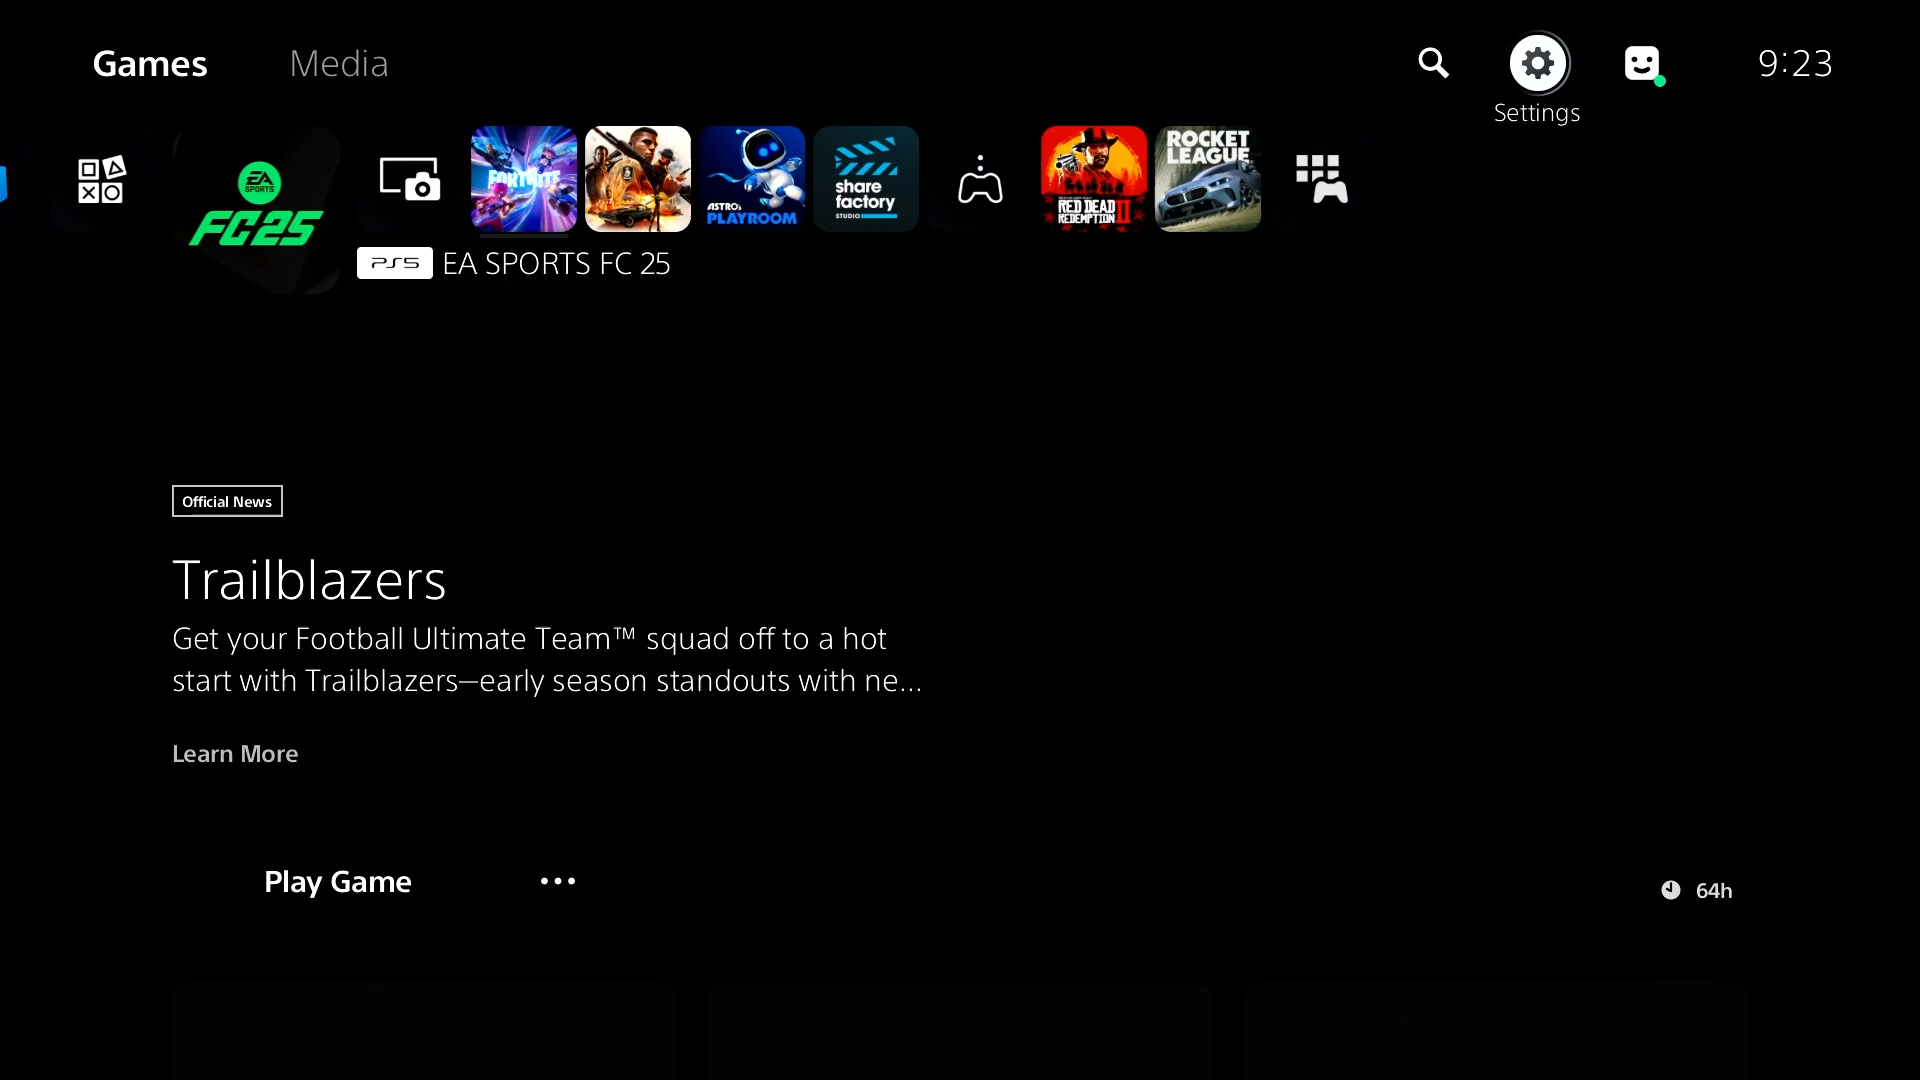 Games
Media
9:23
Settings
EA
SPORTS
FC25
FORTNITE
ASTRO's
PLAYROOM
share
factory
STUDIO
RED DEAD
REDEMPTION II
ROCKET
LEAGUE
PS5
EA SPORTS FC 25
Official News
Trailblazers
Get your Football Ultimate Team™ squad off to a hot
start with Trailblazers—early season standouts with ne...
Learn More
Play Game
64h